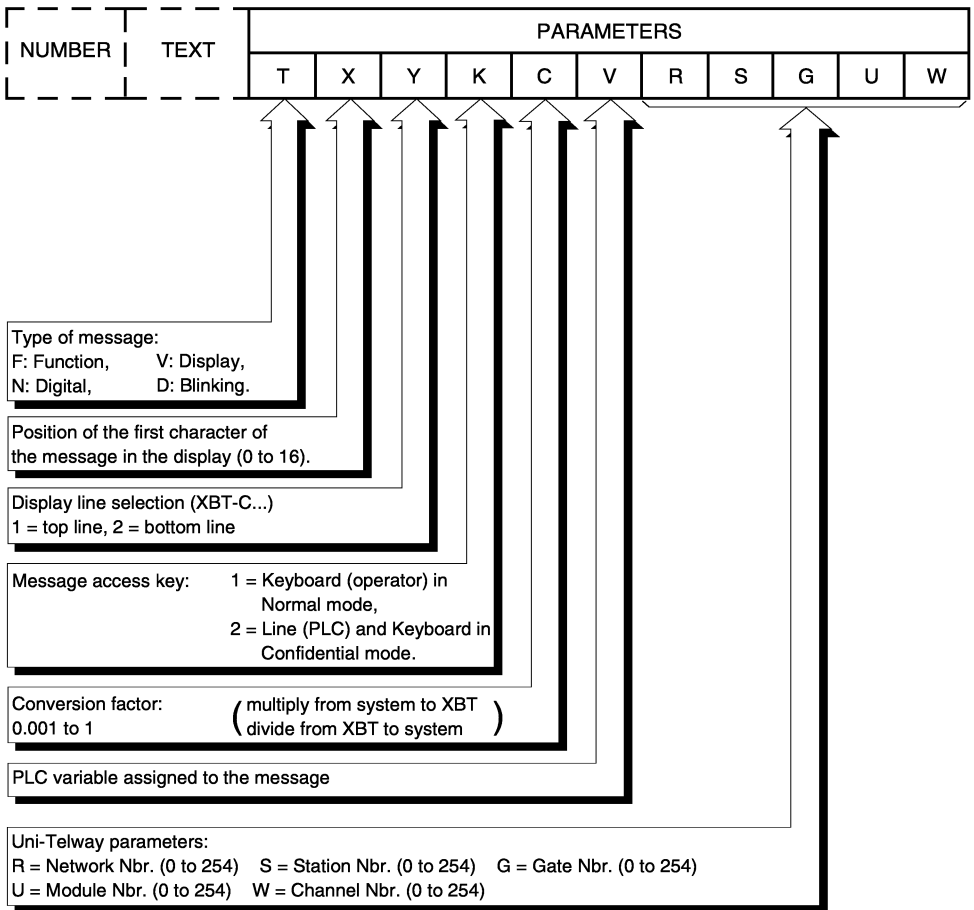 NUMBER TEXT PARAMETERS
T X Y K C V R S G U W
Type of message:
F: Function, V: Display,
N: Digital, D: Blinking.
Position of the first character of
the message in the display (0 to 16).
Display line selection (XBT-C...)
1 = top line, 2 = bottom line
Message access key: 1 = Keyboard (operator) in
Normal mode,
2 = Line (PLC) and Keyboard in
Confidential mode.
Conversion factor: (multiply from system to XBT
0.001 to 1 divide from XBT to system)
PLC variable assigned to the message
Uni-Telway parameters:
R = Network Nbr. (0 to 254) S = Station Nbr. (0 to 254) G = Gate Nbr. (0 to 254)
U = Module Nbr. (0 to 254) W = Channel Nbr. (0 to 254)